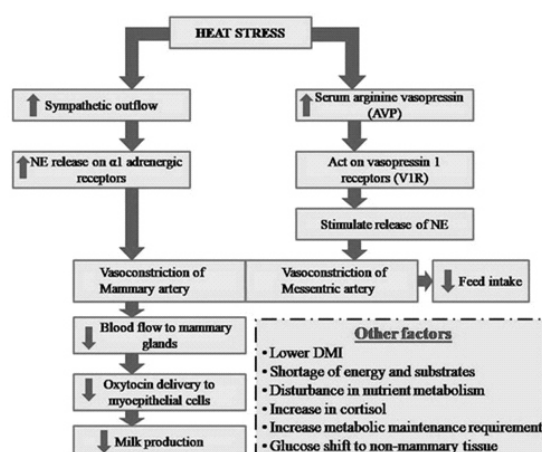 HEAT STRESS
Sympathetic outflow
Serum arginine vasopressin
(AVP)
NE release on α1 adrenergic
receptors
Act on vasopressin 1
receptors (V1R)
Stimulate release of NE
Vasoconstriction of
Mammary artery
Vasoconstriction of
Messentric artery
Feed intake
Blood flow to mammary
glands
Oxytocin delivery to
myoepithelial cells
Milk production
Other factors
• Lower DMI
• Shortage of energy and substrates
• Disturbance in nutrient metabolism
• Increase in cortisol
• Increase metabolic maintenance requirement
• Glucose shift to non-mammary tissue